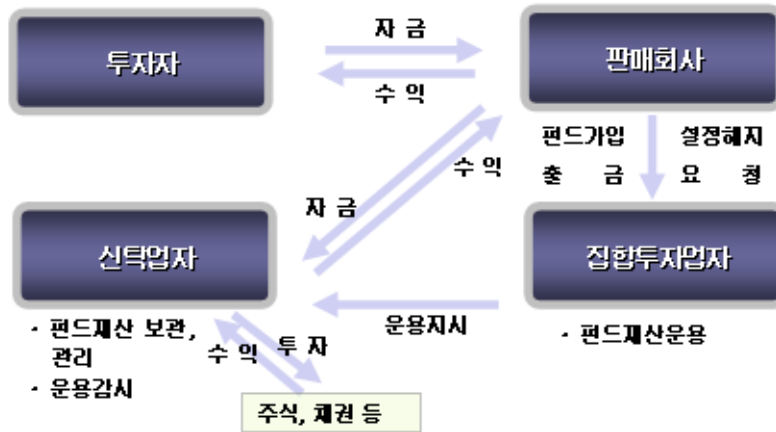 자 금
투자자
판매회사
수 익
펀드가입 설정해지
출 금 요 청
수 익
자 금
신탁업자
집합투자업자
운용지시
· 펀드재산 보관,
관리
· 운용감시
수 익
투 자
· 펀드재산운용
주식, 채권 등